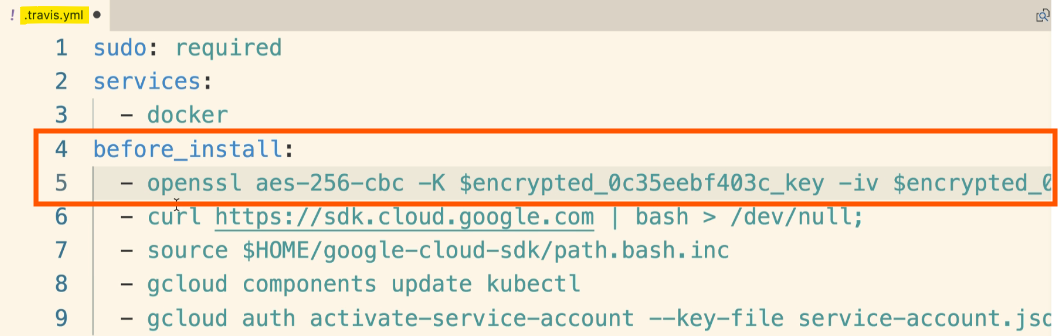 ! .travis.yml ●
1 sudo: required
2 services:
3 - docker
4 before_install:
5 - openssl aes-256-cbc -K $encrypted_0c35eebf403c_key -iv $encrypted_0
6 - curl https://sdk.cloud.google.com | bash > /dev/null;
7 - source $HOME/google-cloud-sdk/path.bash.inc
8 - gcloud components update kubectl
9 - gcloud auth activate-service-account --key-file service-account.jso